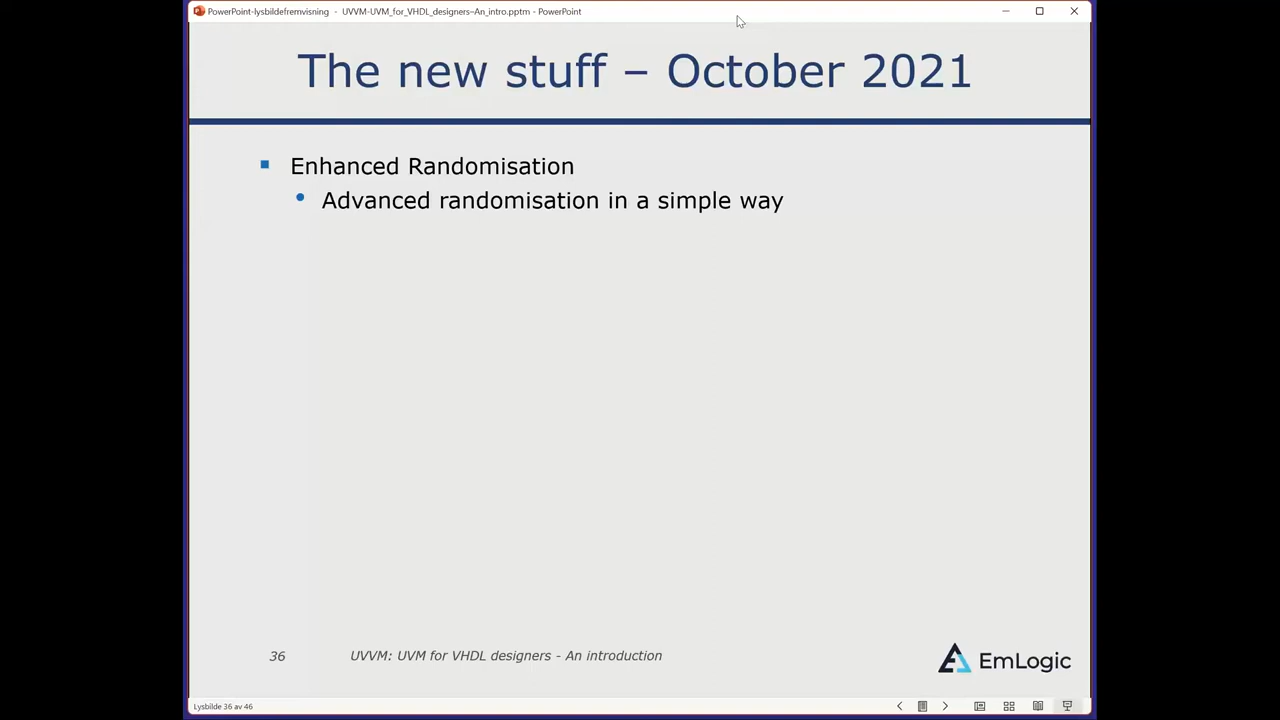 PowerPoint-lysbildefremvisning - UVVM-UVM_for_VHDL_designers–An_intro.pptm - PowerPoint
The new stuff – October 2021
Enhanced Randomisation
Advanced randomisation in a simple way
36
UVVM: UVM for VHDL designers - An introduction
EmLogic
Lysbilde 36 av 46